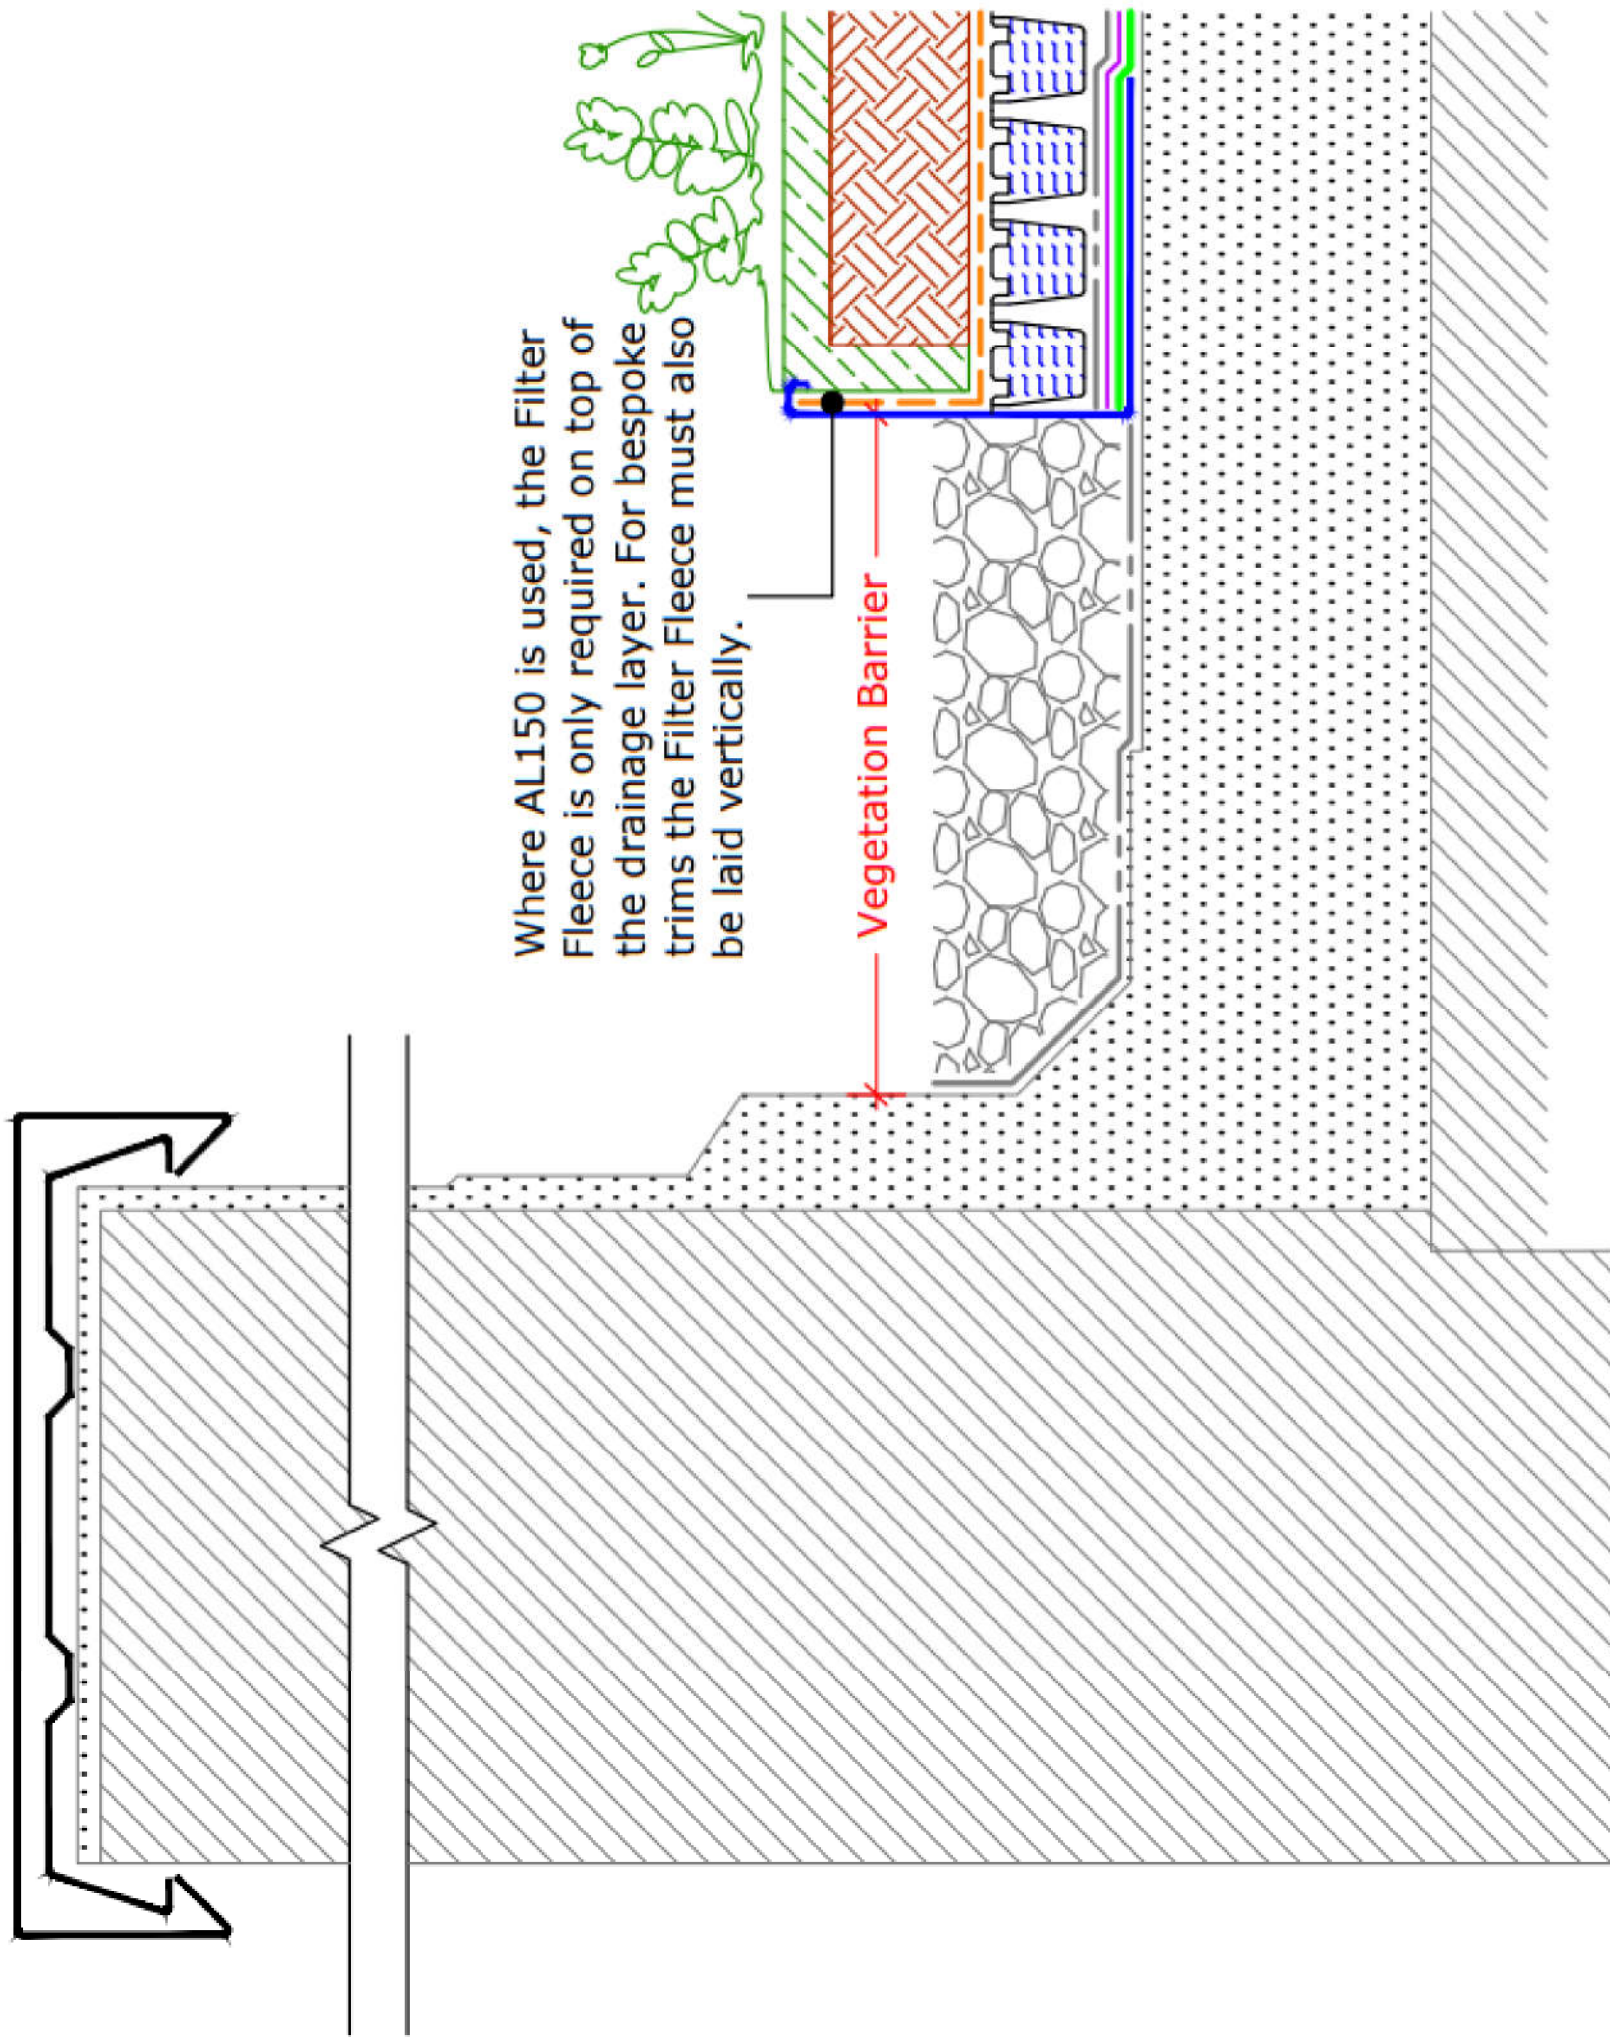 Where AL150 is used, the Filter
Fleece is only required on top of
the drainage layer. For bespoke
trims the Filter Fleece must also
be laid vertically.
Vegetation Barrier